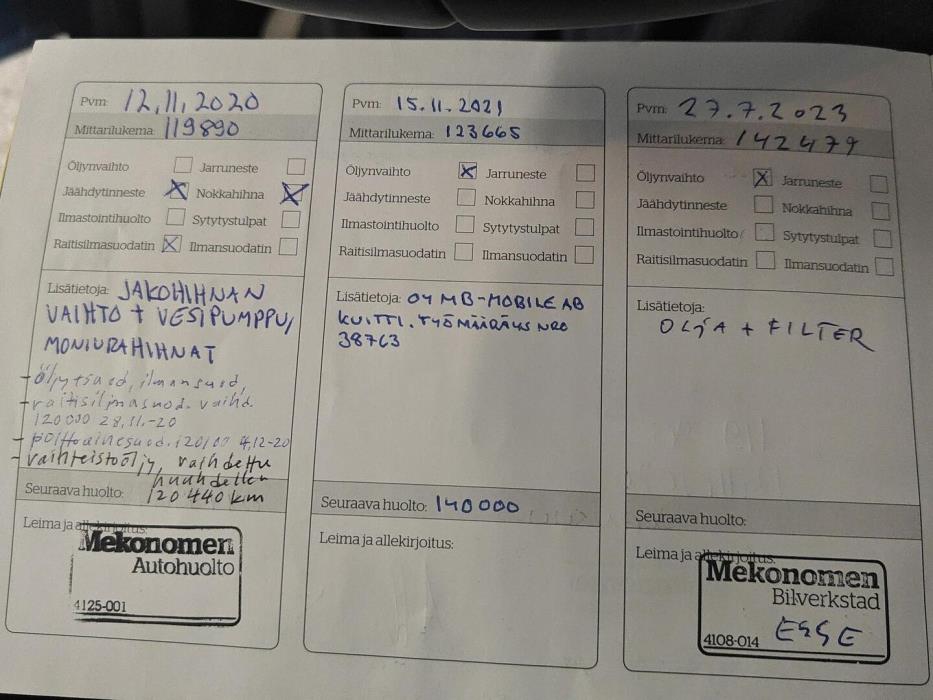 Pvm: 12.11.2020
Mittarilukema: 119890
Öljynvaihto Jarruneste
Jäähdytinneste Nokkahihna
Ilmastointihuolto Sytytystulpat
Raitisilmasuodatin Ilmansuodatin
Lisätietoja: JAKOHIHNAN
VAIHTO + VESIPUMPPU,
MONIURAHIHNAT
- öljytsuod, ilmansuod,
- raitisilmasuod. vaihd.
120000 28.11.-20
- polttoainesuod. 4.12-20
- vaihteistoöljy, vaihdettu
huuhdellen
Seuraava huolto: 120440 km
Leima ja allekirjoitus:
Mekonomen
Autohuolto
4125-001
Pvm: 15.11.2021
Mittarilukema: 123665
Öljynvaihto Jarruneste
Jäähdytinneste Nokkahihna
Ilmastointihuolto Sytytystulpat
Raitisilmasuodatin Ilmansuodatin
Lisätietoja: OY MB-MOBILE AB
KUITTI. TYÖMÄÄRÄYS NRO
38763
Seuraava huolto: 140000
Leima ja allekirjoitus:
Pvm: 27.7.2023
Mittarilukema: 142479
Öljynvaihto Jarruneste
Jäähdytinneste Nokkahihna
Ilmastointihuolto Sytytystulpat
Raitisilmasuodatin Ilmansuodatin
Lisätietoja:
OLJA + FILTER
Seuraava huolto:
Leima ja allekirjoitus:
Mekonomen
Bilverkstad
4108-014 ESSE